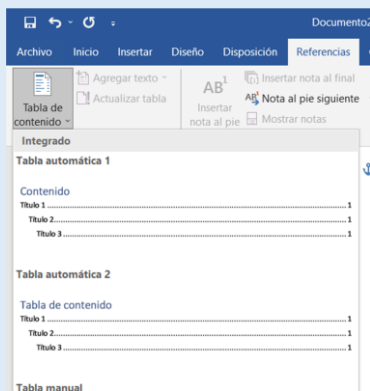 Documento2
Archivo Inicio Insertar Diseño Disposición Referencias
Tabla de contenido
Agregar texto
Actualizar tabla
AB1
Insertar nota al pie
Insertar nota al final
AB Nota al pie siguiente
Mostrar notas
Integrado
Tabla automática 1
Contenido
Título 1 1
Título 2 1
Título 3 1
Tabla automática 2
Tabla de contenido
Título 1 1
Título 2 1
Título 3 1
Tabla manual